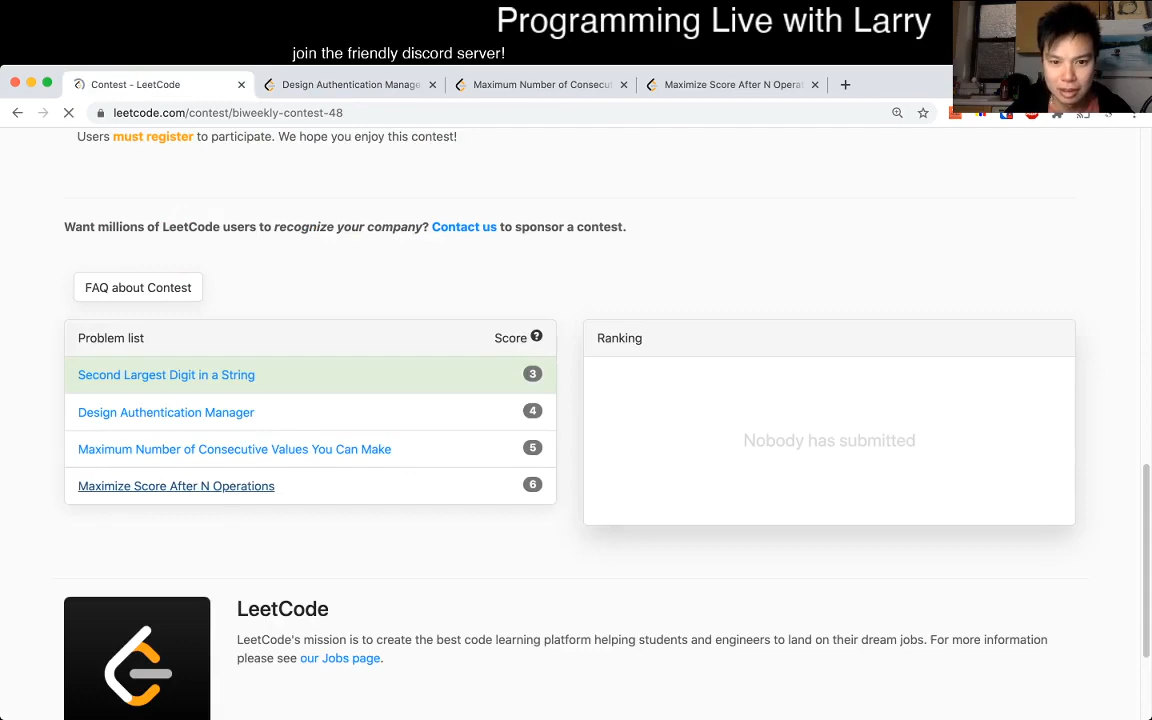 Programming Live with Larry
join the friendly discord server!
Contest - LeetCode
Design Authentication Manage
Maximum Number of Consecut
Maximize Score After N Operat
leetcode.com/contest/biweekly-contest-48
Users must register to participate. We hope you enjoy this contest!
Want millions of LeetCode users to recognize your company? Contact us to sponsor a contest.
FAQ about Contest
Problem list Score ?
Second Largest Digit in a String 3
Design Authentication Manager 4
Maximum Number of Consecutive Values You Can Make 5
Maximize Score After N Operations 6
Ranking
Nobody has submitted
LeetCode
LeetCode's mission is to create the best code learning platform helping students and engineers to land on their dream jobs. For more information
please see our Jobs page.